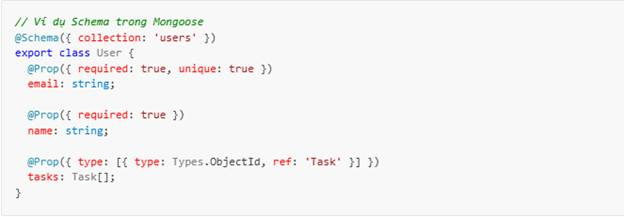 // Ví dụ Schema trong Mongoose
@Schema({ collection: 'users' })
export class User {
  @Prop({ required: true, unique: true })
  email: string;

  @Prop({ required: true })
  name: string;

  @Prop({ type: [{ type: Types.ObjectId, ref: 'Task' }] })
  tasks: Task[];
}